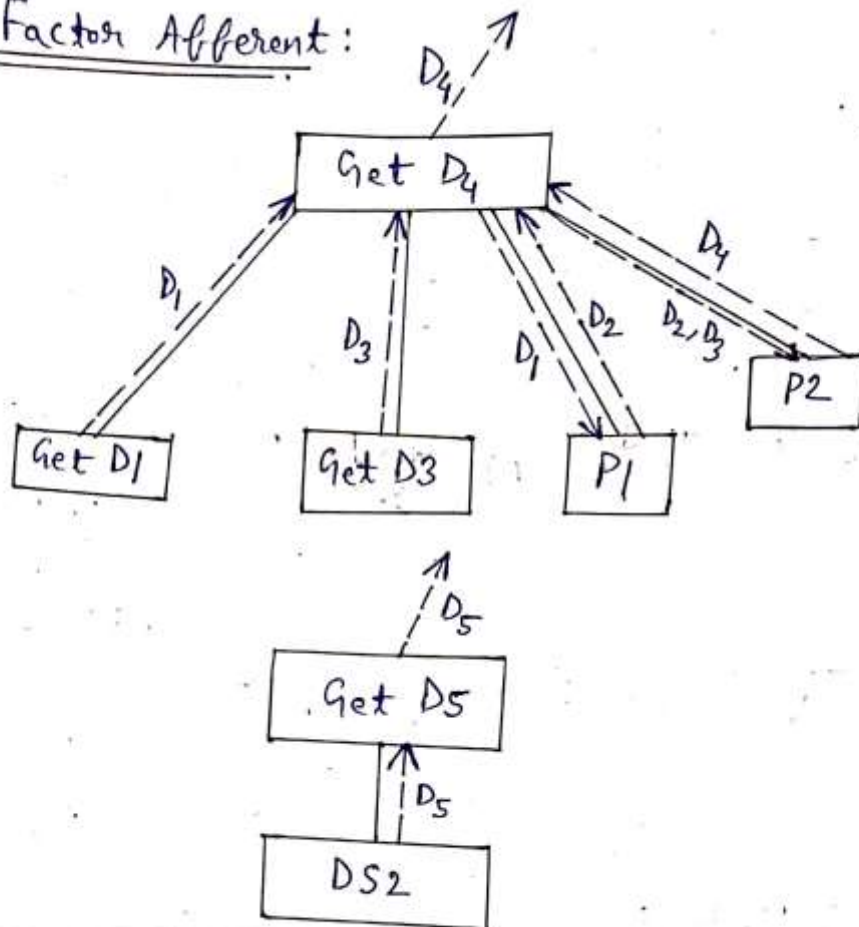 Factor Afferent:
D4
Get D4
D1
D3
D1
D2
D2, D3
D4
Get D1
Get D3
P1
P2
D5
Get D5
D5
DS2